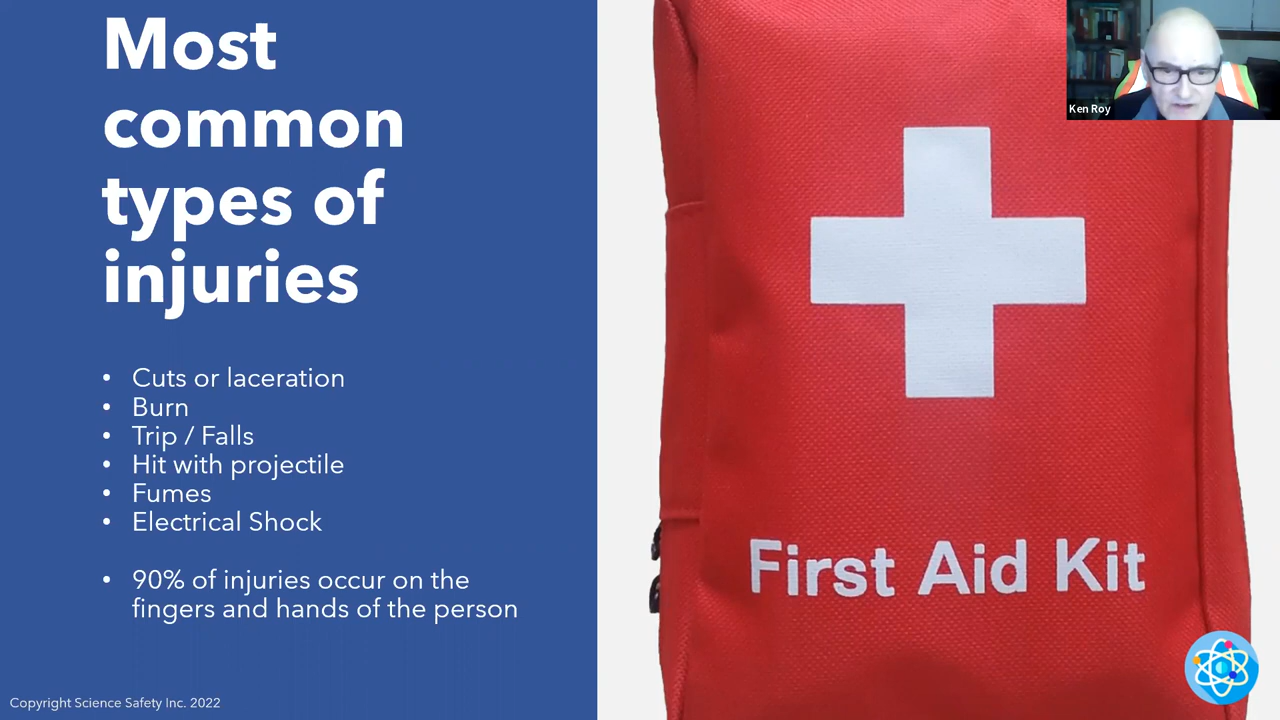 Most
common
types of
injuries
• Cuts or laceration
• Burn
• Trip / Falls
• Hit with projectile
• Fumes
• Electrical Shock
• 90% of injuries occur on the
fingers and hands of the person
Copyright Science Safety Inc. 2022
First Aid Kit
Ken Roy